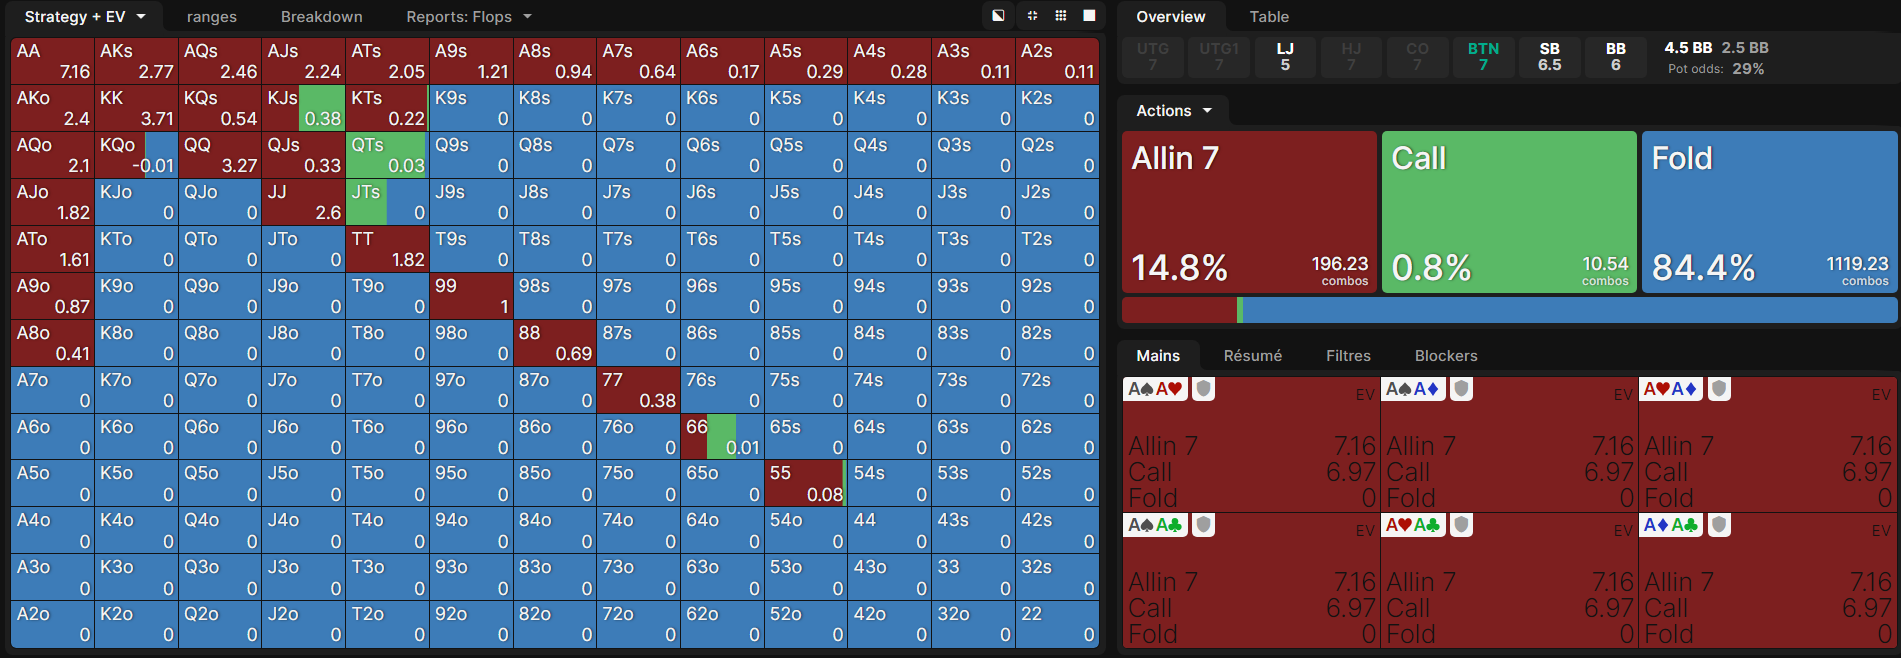 Strategy + EV ranges Breakdown Reports: Flops
AA AKs AQs AJs ATs A9s A8s A7s A6s A5s A4s A3s A2s
7.16 2.77 2.46 2.24 2.05 1.21 0.94 0.64 0.17 0.29 0.28 0.11 0.11
AKo KK KQs KJs KTs K9s K8s K7s K6s K5s K4s K3s K2s
2.4 3.71 0.54 0.38 0.22 0 0 0 0 0 0 0 0
AQo KQo QQ QJs QTs Q9s Q8s Q7s Q6s Q5s Q4s Q3s Q2s
2.1 -0.01 3.27 0.33 0.03 0 0 0 0 0 0 0 0
AJo KJo QJo JJ JTs J9s J8s J7s J6s J5s J4s J3s J2s
1.82 0 0 2.6 0 0 0 0 0 0 0 0 0
ATo KTo QTo JTo TT T9s T8s T7s T6s T5s T4s T3s T2s
1.61 0 0 0 1.82 0 0 0 0 0 0 0 0
A9o K9o Q9o J9o T9o 99 98s 97s 96s 95s 94s 93s 92s
0.87 0 0 0 0 1 0 0 0 0 0 0 0
A8o K8o Q8o J8o T8o 98o 88 87s 86s 85s 84s 83s 82s
0.41 0 0 0 0 0 0.69 0 0 0 0 0 0
A7o K7o Q7o J7o T7o 97o 87o 77 76s 75s 74s 73s 72s
0 0 0 0 0 0 0 0.38 0 0 0 0 0
A6o K6o Q6o J6o T6o 96o 86o 76o 66 65s 64s 63s 62s
0 0 0 0 0 0 0 0 0.01 0 0 0 0
A5o K5o Q5o J5o T5o 95o 85o 75o 65o 55 54s 53s 52s
0 0 0 0 0 0 0 0 0 0.08 0 0 0
A4o K4o Q4o J4o T4o 94o 84o 74o 64o 54o 44 43s 42s
0 0 0 0 0 0 0 0 0 0 0 0 0
A3o K3o Q3o J3o T3o 93o 83o 73o 63o 53o 43o 33 32s
0 0 0 0 0 0 0 0 0 0 0 0 0
A2o K2o Q2o J2o T2o 92o 82o 72o 62o 52o 42o 32o 22
0 0 0 0 0 0 0 0 0 0 0 0 0
Overview Table
UTG UTG1 LJ HJ CO BTN SB BB 4.5 BB 2.5 BB
7 7 5 7 7 7 6.5 6 Pot odds: 29%
Actions
Allin 7 Call Fold
14.8% 196.23 combos 0.8% 10.54 combos 84.4% 1119.23 combos
Mains Résumé Filtres Blockers
A♠A♥ EV A♠A♦ EV A♥A♦ EV
Allin 7 7.16 Allin 7 7.16 Allin 7 7.16
Call 6.97 Call 6.97 Call 6.97
Fold 0 Fold 0 Fold 0
A♠A♣ EV A♥A♣ EV A♦A♣ EV
Allin 7 7.16 Allin 7 7.16 Allin 7 7.16
Call 6.97 Call 6.97 Call 6.97
Fold 0 Fold 0 Fold 0